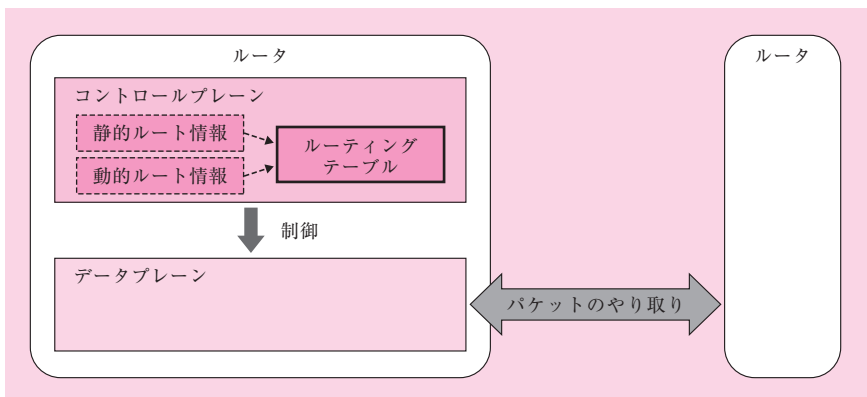 ルータ
ルータ
コントロールプレーン
静的ルート情報
動的ルート情報
ルーティング
テーブル
制御
データプレーン
パケットのやり取り